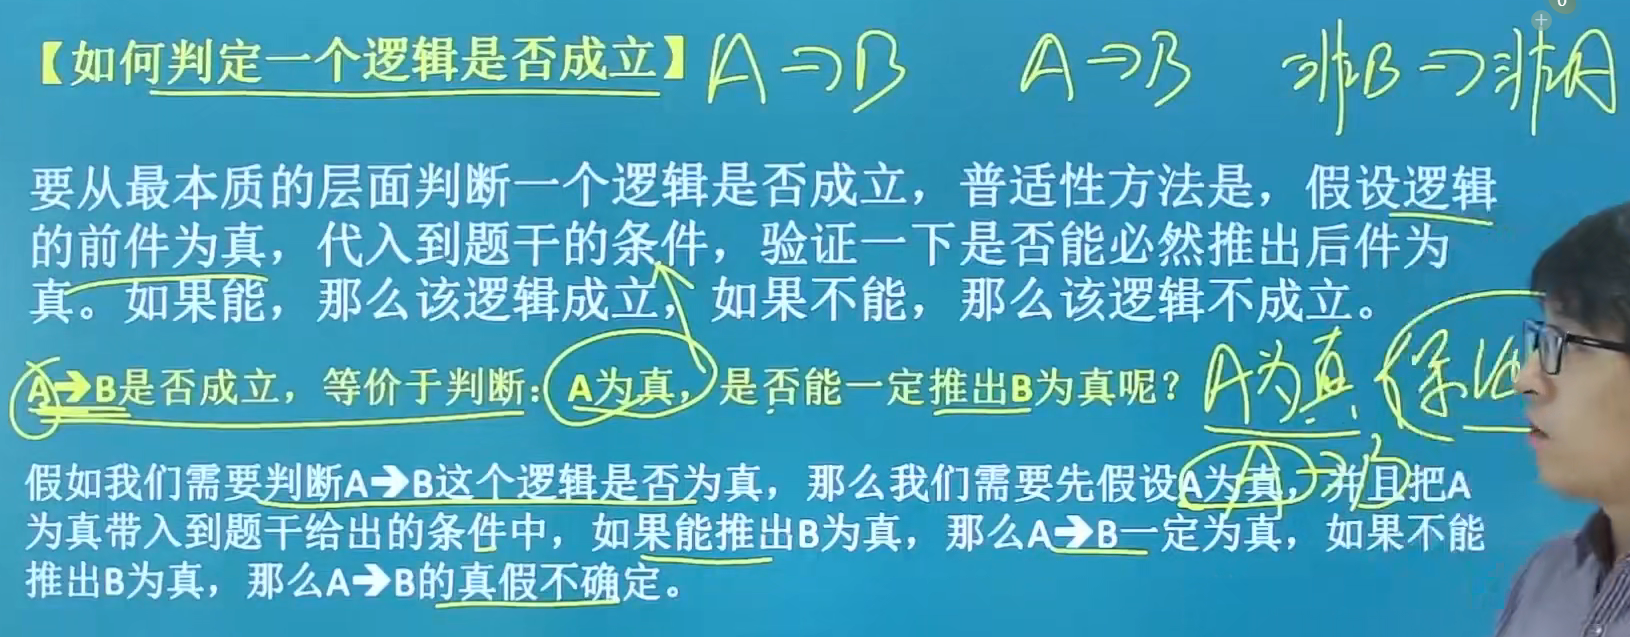 【如何判定一个逻辑是否成立】 A→B A→B 非B→非A
要从最本质的层面判断一个逻辑是否成立，普适性方法是，假设逻辑
的前件为真，代入到题干的条件，验证一下是否能必然推出后件为
真。如果能，那么该逻辑成立，如果不能，那么该逻辑不成立。
A→B是否成立，等价于判断：A为真，是否能一定推出B为真呢？ A为真 保证
A→B
假如我们需要判断A→B这个逻辑是否为真，那么我们需要先假设A为真，并且把A
为真带入到题干给出的条件中，如果能推出B为真，那么A→B一定为真，如果不能
推出B为真，那么A→B的真假不确定。